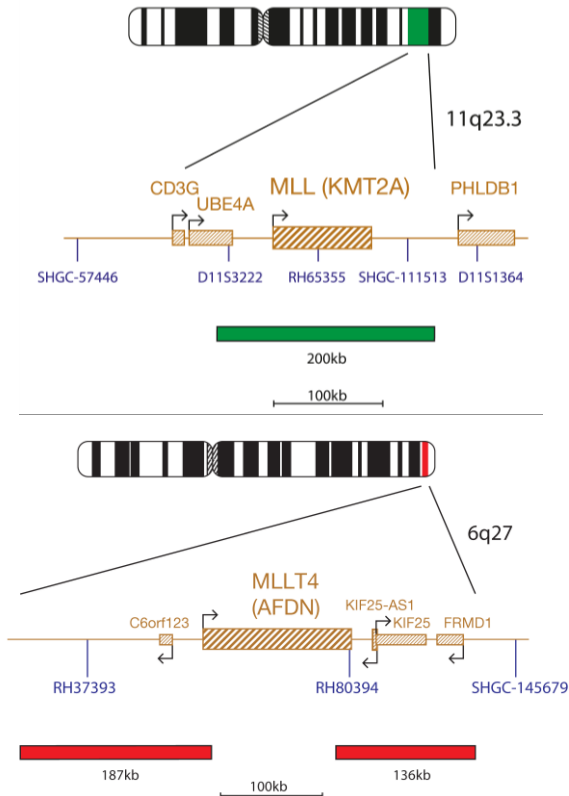 11q23.3
CD3G
UBE4A
MLL (KMT2A)
PHLDB1
SHGC-57446
D11S3222
RH65355
SHGC-111513
D11S1364
200kb
100kb
6q27
MLLT4
(AFDN)
C6orf123
KIF25-AS1
KIF25
FRMD1
RH37393
RH80394
SHGC-145679
187kb
136kb
100kb